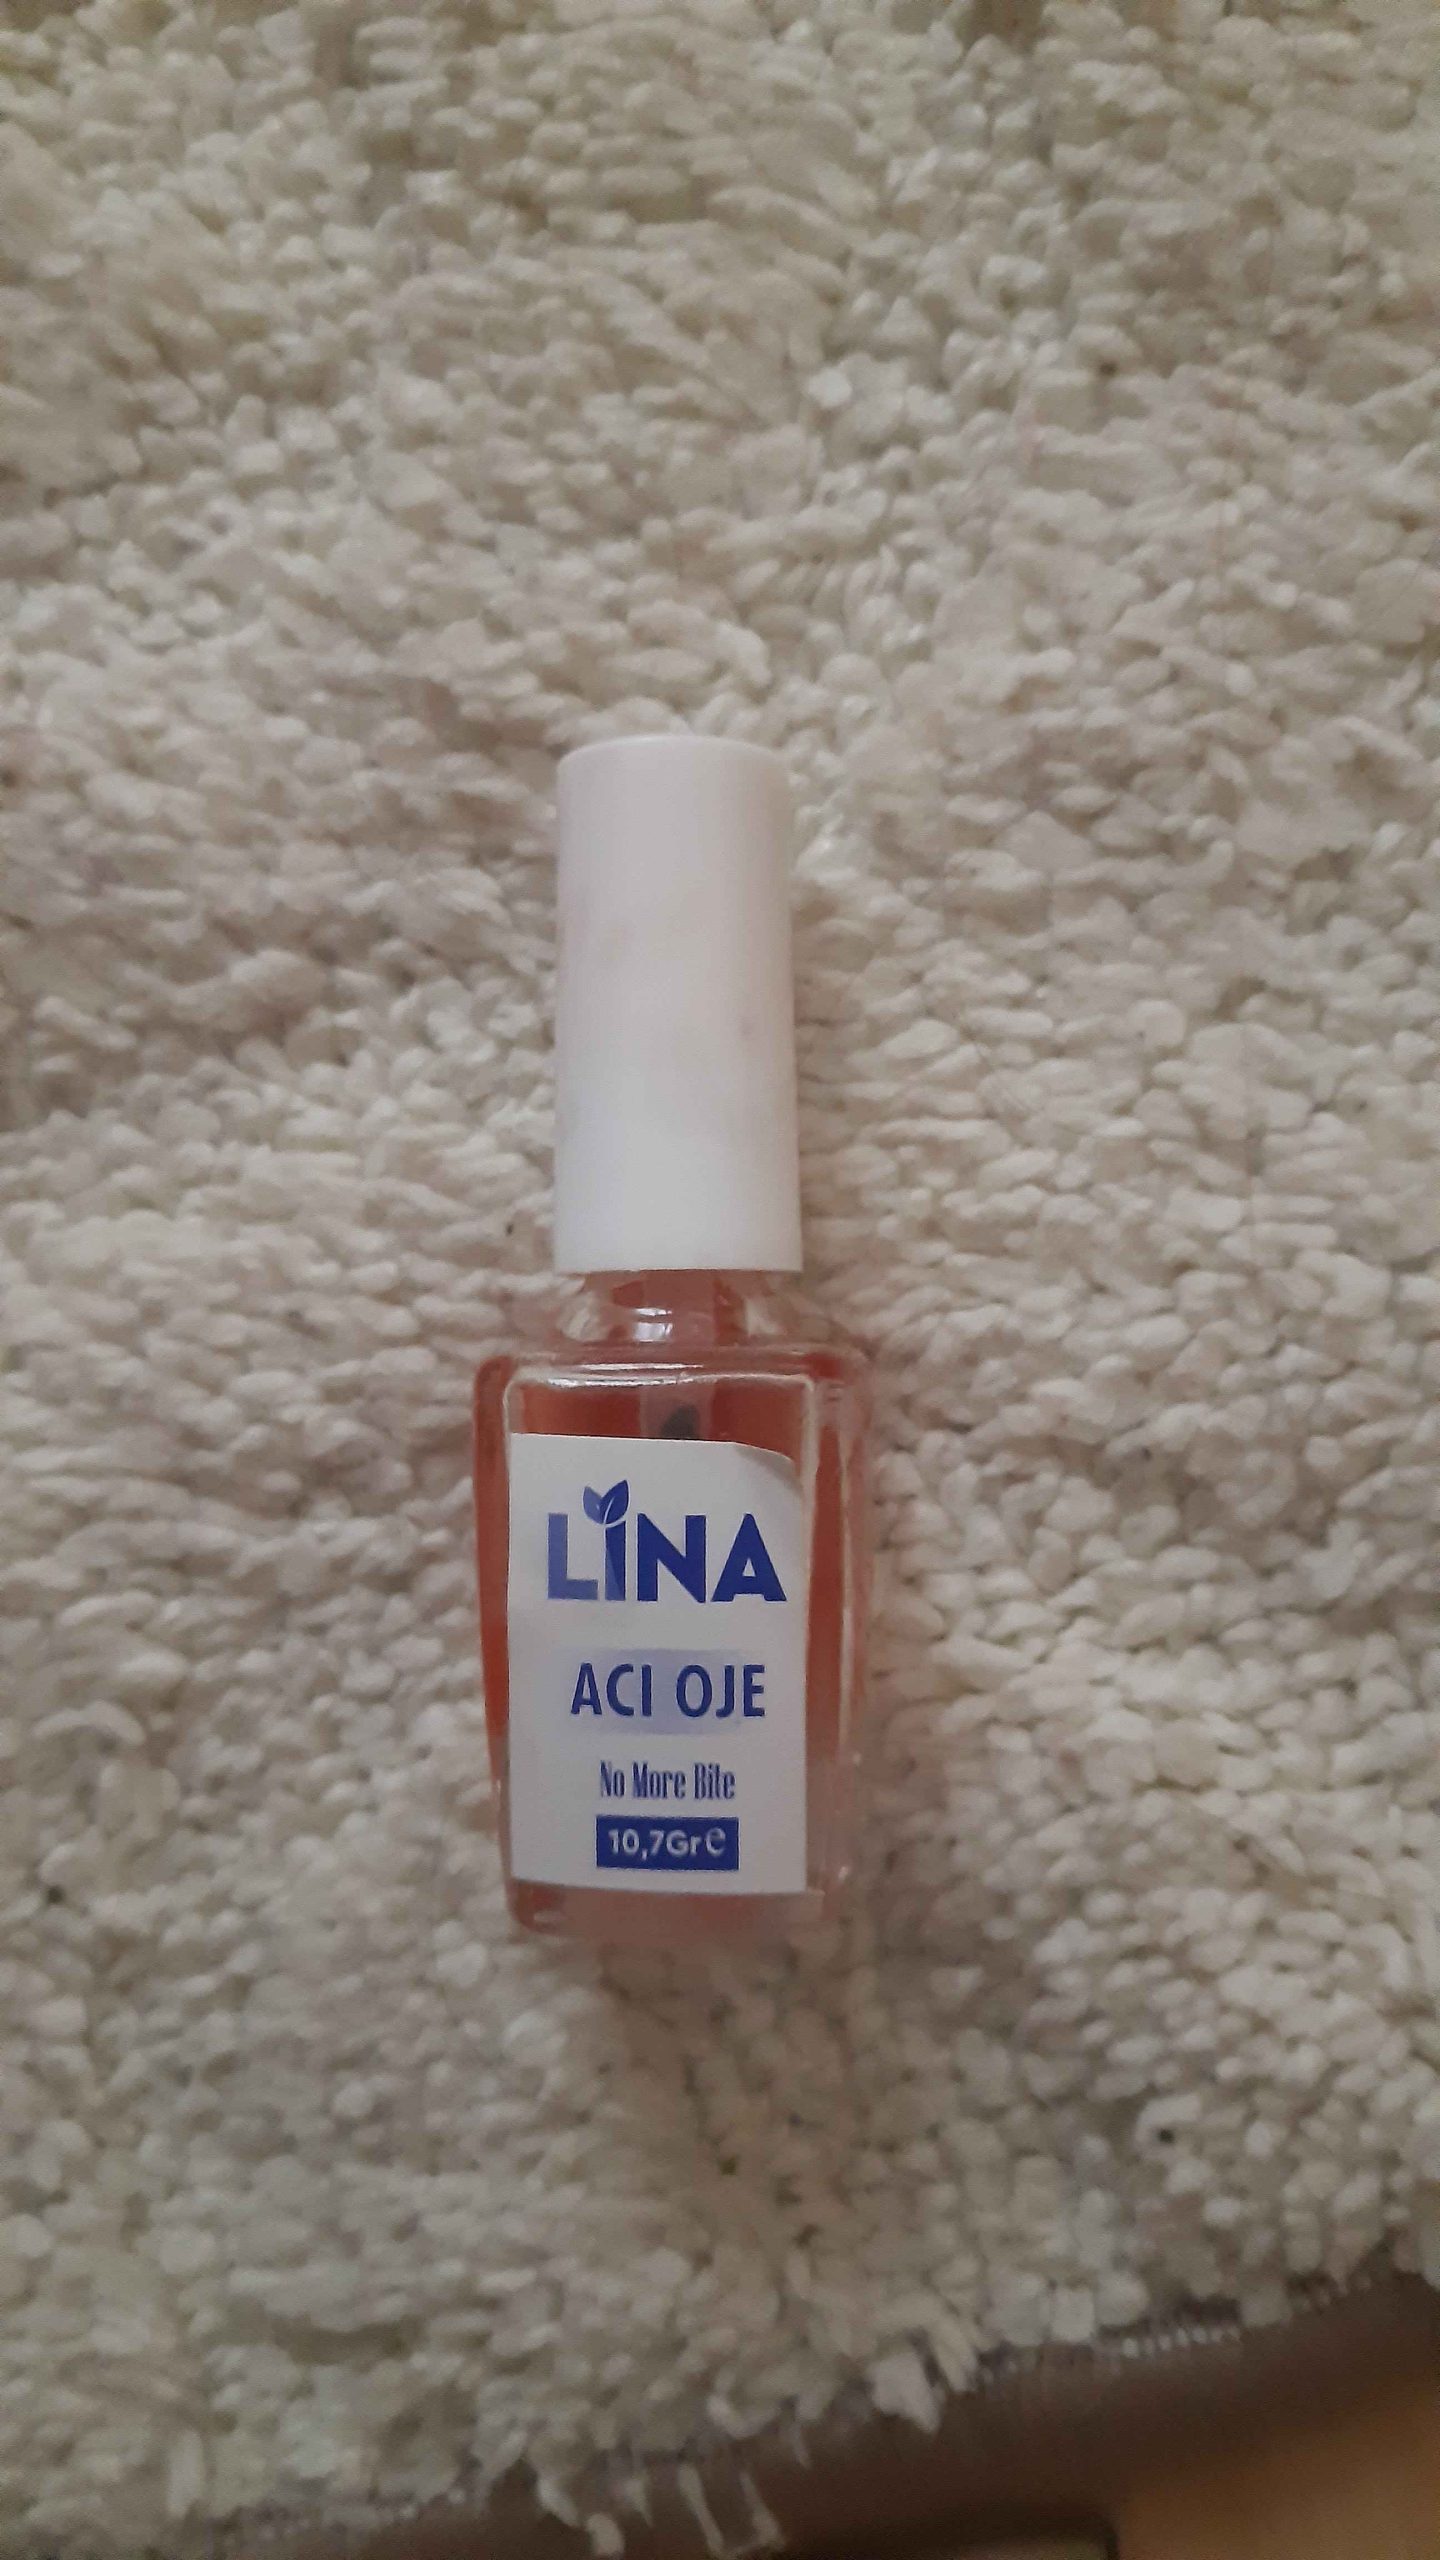 LiNA
ACI OJE
No More Bite
10,7Gr℮